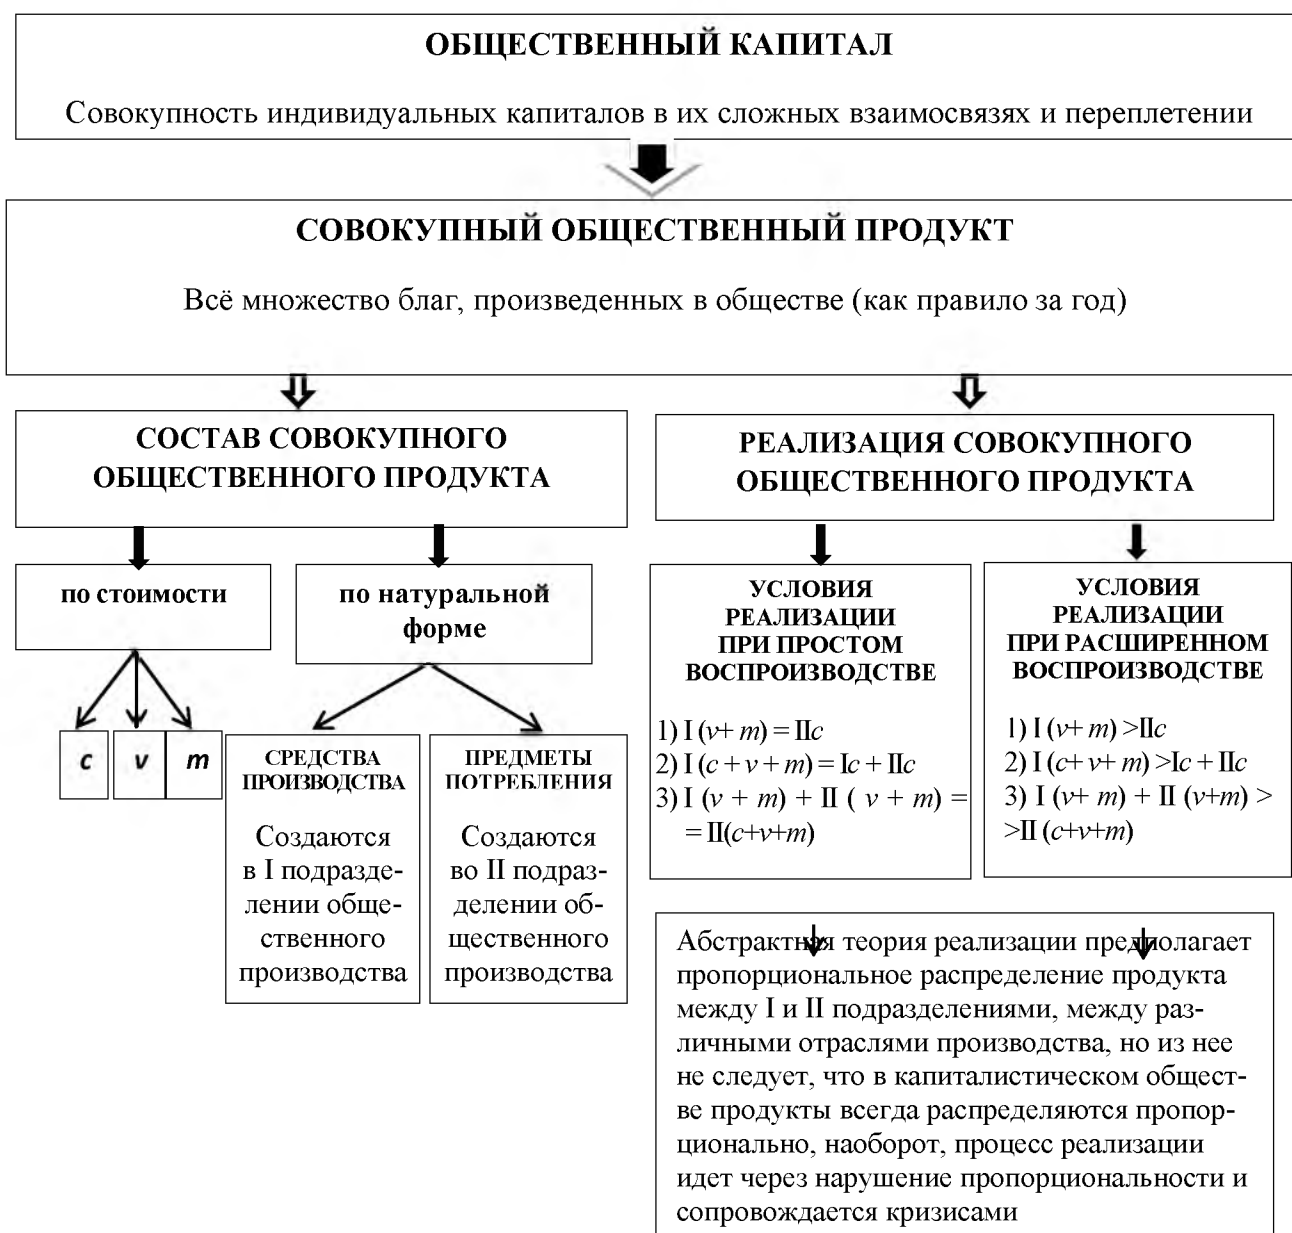 ОБЩЕСТВЕННЫЙ КАПИТАЛ
Совокупность индивидуальных капиталов в их сложных взаимосвязях и переплетении
СОВОКУПНЫЙ ОБЩЕСТВЕННЫЙ ПРОДУКТ
Всё множество благ, произведенных в обществе (как правило за год)
СОСТАВ СОВОКУПНОГО
ОБЩЕСТВЕННОГО ПРОДУКТА
РЕАЛИЗАЦИЯ СОВОКУПНОГО
ОБЩЕСТВЕННОГО ПРОДУКТА
по стоимости
по натуральной
форме
c
v
m
СРЕДСТВА
ПРОИЗВОДСТВА
Создаются
в I подразде-
лении обще-
ственного
производства
ПРЕДМЕТЫ
ПОТРЕБЛЕНИЯ
Создаются
во II подраз-
делении об-
щественного
производства
УСЛОВИЯ
РЕАЛИЗАЦИИ
ПРИ ПРОСТОМ
ВОСПРОИЗВОДСТВЕ
1) I (v+ m) = IIc
2) I (c + v + m) = Ic + IIc
3) I (v + m) + II ( v + m) =
= II(c+v+m)
УСЛОВИЯ
РЕАЛИЗАЦИИ
ПРИ РАСШИРЕННОМ
ВОСПРОИЗВОДСТВЕ
1) I (v+ m) >IIc
2) I (c+ v+ m) >Ic + IIc
3) I (v+ m) + II (v+m) >
>II (c+v+m)
Абстрактная теория реализации предполагает
пропорциональное распределение продукта
между I и II подразделениями, между раз-
личными отраслями производства, но из нее
не следует, что в капиталистическом общест-
ве продукты всегда распределяются пропор-
ционально, наоборот, процесс реализации
идет через нарушение пропорциональности и
сопровождается кризисами